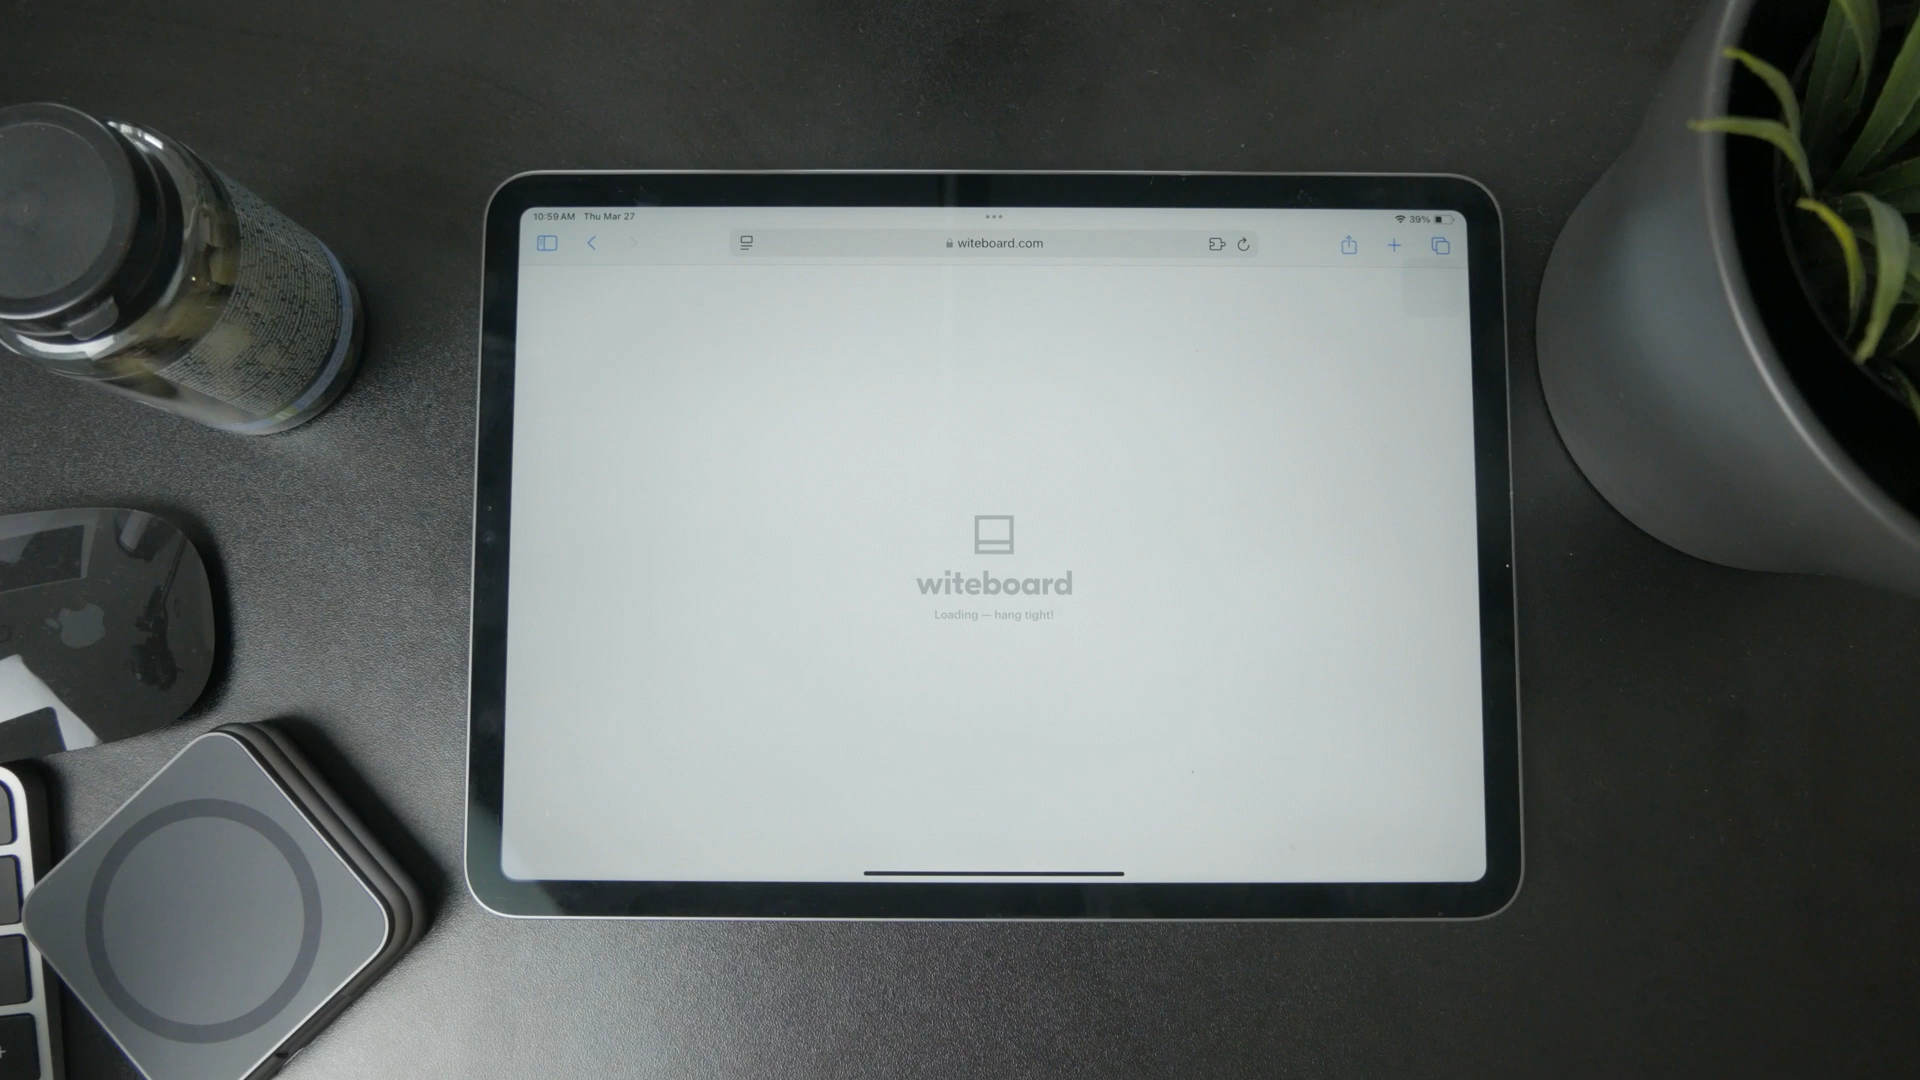 10:59 AM Thu Mar 27
39%
witeboard.com
witeboard
Loading — hang tight!